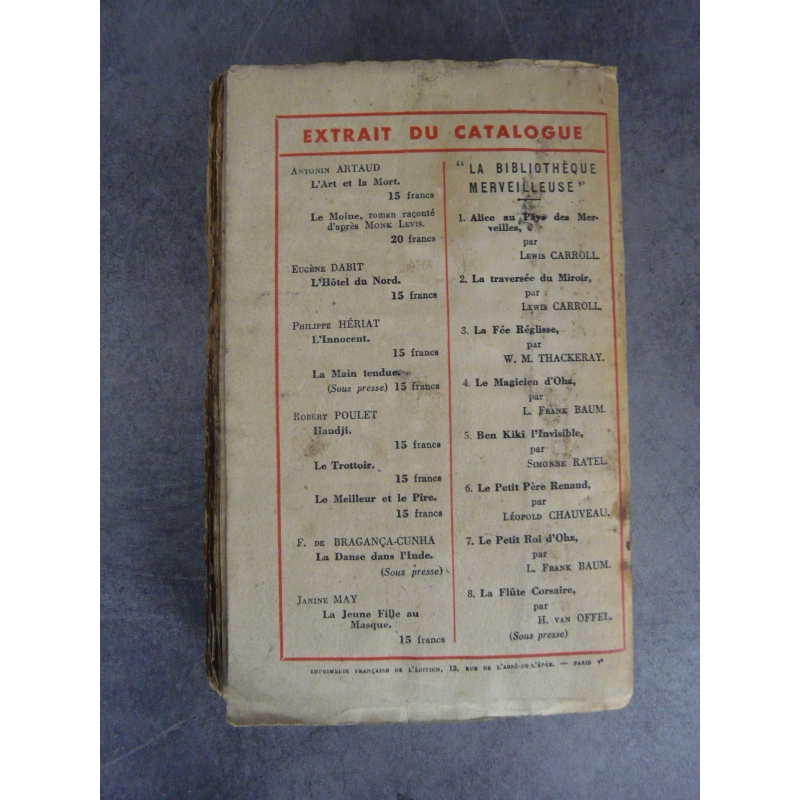 EXTRAIT DU CATALOGUE
ANTONIN ARTAUD
L'Art et la Mort.
15 francs
Le Moine, roman raçonté
d'après MONK LEVIS.
20 francs
EUGÈNE DABIT
L'Hôtel du Nord.
15 francs
PHILIPPE HÉRIAT
L'Innocent.
15 francs
La Main tendue.
(Sous presse) 15 francs
ROBERT POULET
Handji.
15 francs
Le Trottoir.
15 francs
Le Meilleur et le Pire.
15 francs
F. DE BRAGANÇA-CUNHA
La Danse dans l'Inde.
(Sous presse)
JANINE MAY
La Jeune Fille au
Masque.
15 francs
"LA BIBLIOTHÈQUE
MERVEILLEUSE"
1. Alice au Pays des Mer-
veilles,
par
LEWIS CARROLL.
2. La traversée du Miroir,
par
LEWIS CARROLL.
3. La Fée Réglisse,
par
W. M. THACKERAY.
4. Le Magicien d'Ohz,
par
L. FRANK BAUM.
5. Ben Kiki l'Invisible,
par
SIMONNE RATEL.
6. Le Petit Père Renaud,
par
LÉOPOLD CHAUVEAU.
7. Le Petit Roi d'Ohz,
par
L. FRANK BAUM.
8. La Flûte Corsaire,
par
H. VAN OFFEL.
(Sous presse)
IMPRIMERIE FRANÇAISE DE L'ÉDITION, 12, RUE DE L'ABBÉ-DE-L'ÉPÉE. — PARIS Vᵉ